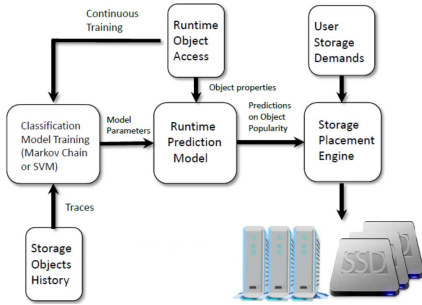 Continuous
Training
Runtime
Object
Access
User
Storage
Demands
Object properties
Classification
Model Training
(Markov Chain
or SVM)
Model
Parameters
Runtime
Prediction
Model
Predictions
on Object
Popularity
Storage
Placement
Engine
Traces
Storage
Objects
History
SSD